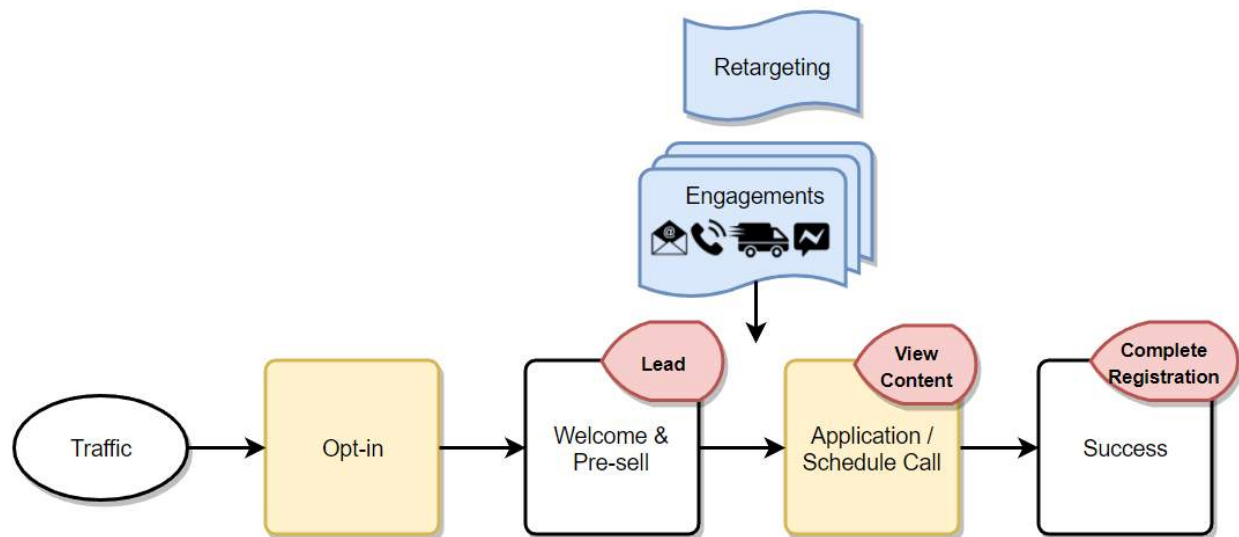 Retargeting
Engagements
@
Lead
View
Content
Complete
Registration
Traffic
Opt-in
Welcome &
Pre-sell
Application /
Schedule Call
Success